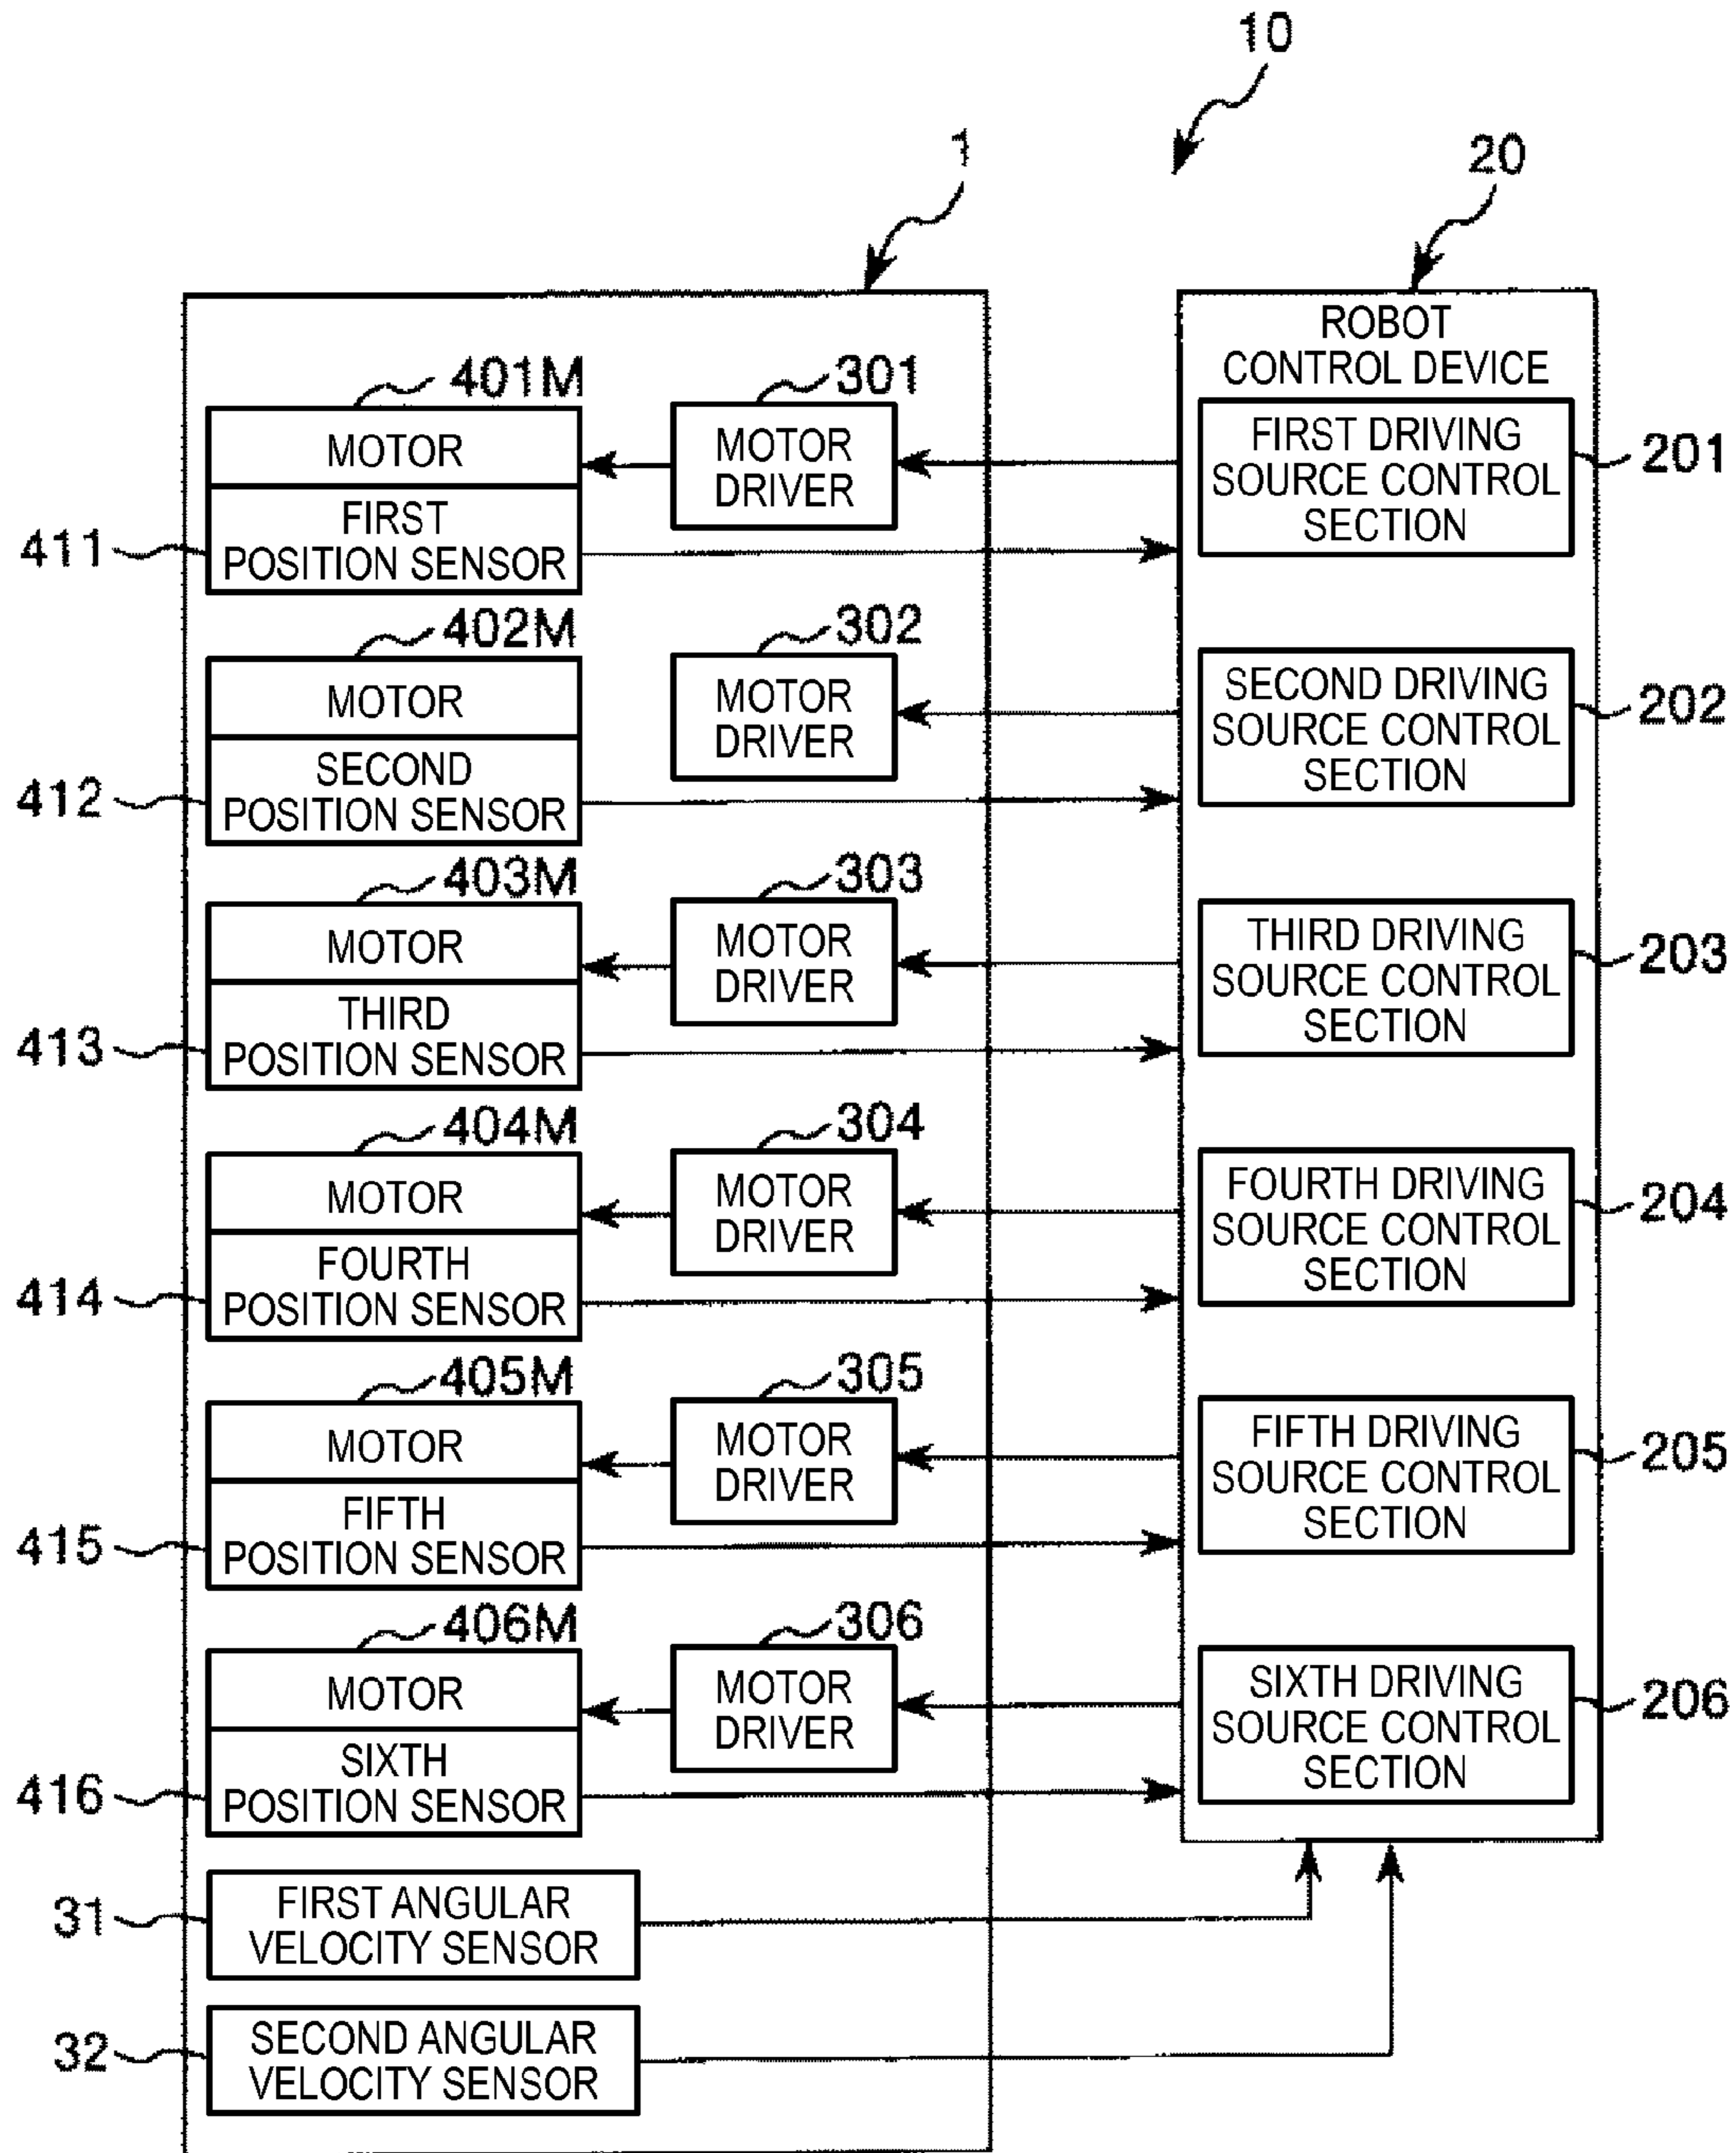 10
1
20
ROBOT
CONTROL DEVICE
401M
301
MOTOR
MOTOR
DRIVER
FIRST DRIVING
SOURCE CONTROL
SECTION
201
411
FIRST
POSITION SENSOR
402M
302
MOTOR
MOTOR
DRIVER
SECOND DRIVING
SOURCE CONTROL
SECTION
202
412
SECOND
POSITION SENSOR
403M
303
MOTOR
MOTOR
DRIVER
THIRD DRIVING
SOURCE CONTROL
SECTION
203
413
THIRD
POSITION SENSOR
404M
304
MOTOR
MOTOR
DRIVER
FOURTH DRIVING
SOURCE CONTROL
SECTION
204
414
FOURTH
POSITION SENSOR
405M
305
MOTOR
MOTOR
DRIVER
FIFTH DRIVING
SOURCE CONTROL
SECTION
205
415
FIFTH
POSITION SENSOR
406M
306
MOTOR
MOTOR
DRIVER
SIXTH DRIVING
SOURCE CONTROL
SECTION
206
416
SIXTH
POSITION SENSOR
31
FIRST ANGULAR
VELOCITY SENSOR
32
SECOND ANGULAR
VELOCITY SENSOR